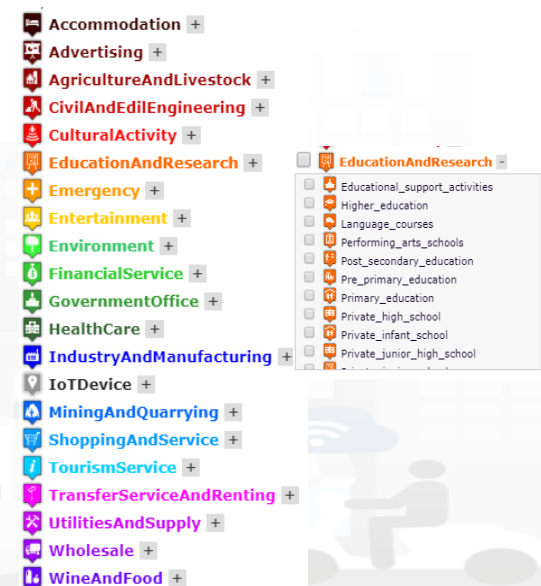 Accommodation +
Advertising +
AgricultureAndLivestock +
CivilAndEdilEngineering +
CulturalActivity +
EducationAndResearch +
Emergency +
Entertainment +
Environment +
FinancialService +
GovernmentOffice +
HealthCare +
IndustryAndManufacturing +
IoTDevice +
MiningAndQuarrying +
ShoppingAndService +
TourismService +
TransferServiceAndRenting +
UtilitiesAndSupply +
Wholesale +
WineAndFood +
EducationAndResearch -
Educational_support_activities
Higher_education
Language_courses
Performing_arts_schools
Post_secondary_education
Pre_primary_education
Primary_education
Private_high_school
Private_infant_school
Private_junior_high_school